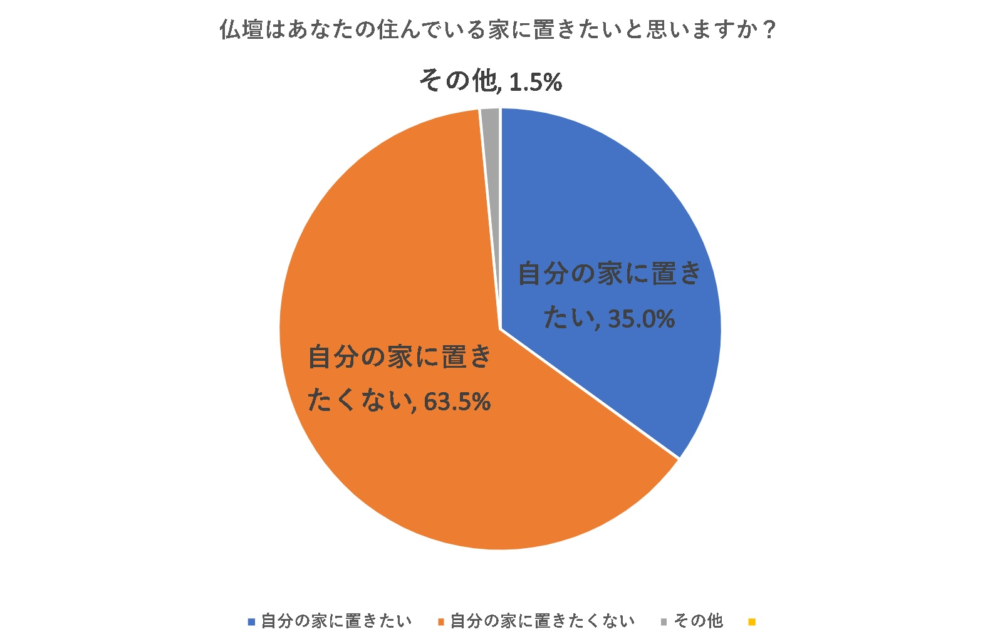 仏壇はあなたの住んでいる家に置きたいと思いますか？
その他, 1.5%
自分の家に置き
たい, 35.0%
自分の家に置き
たくない, 63.5%
自分の家に置きたい 自分の家に置きたくない その他